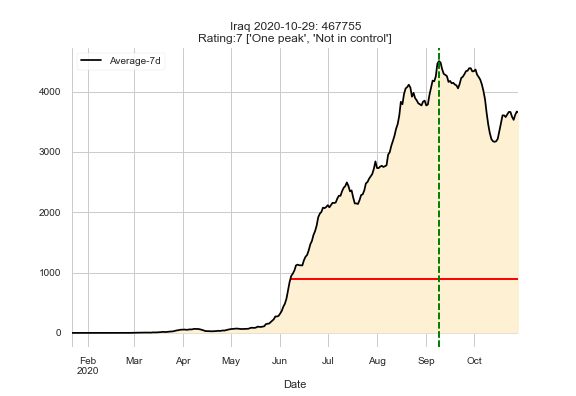 Iraq 2020-10-29: 467755
Rating:7 ['One peak', 'Not in control']
Average-7d
4000
3000
2000
1000
0
Feb Mar Apr May Jun Jul Aug Sep Oct
2020
Date